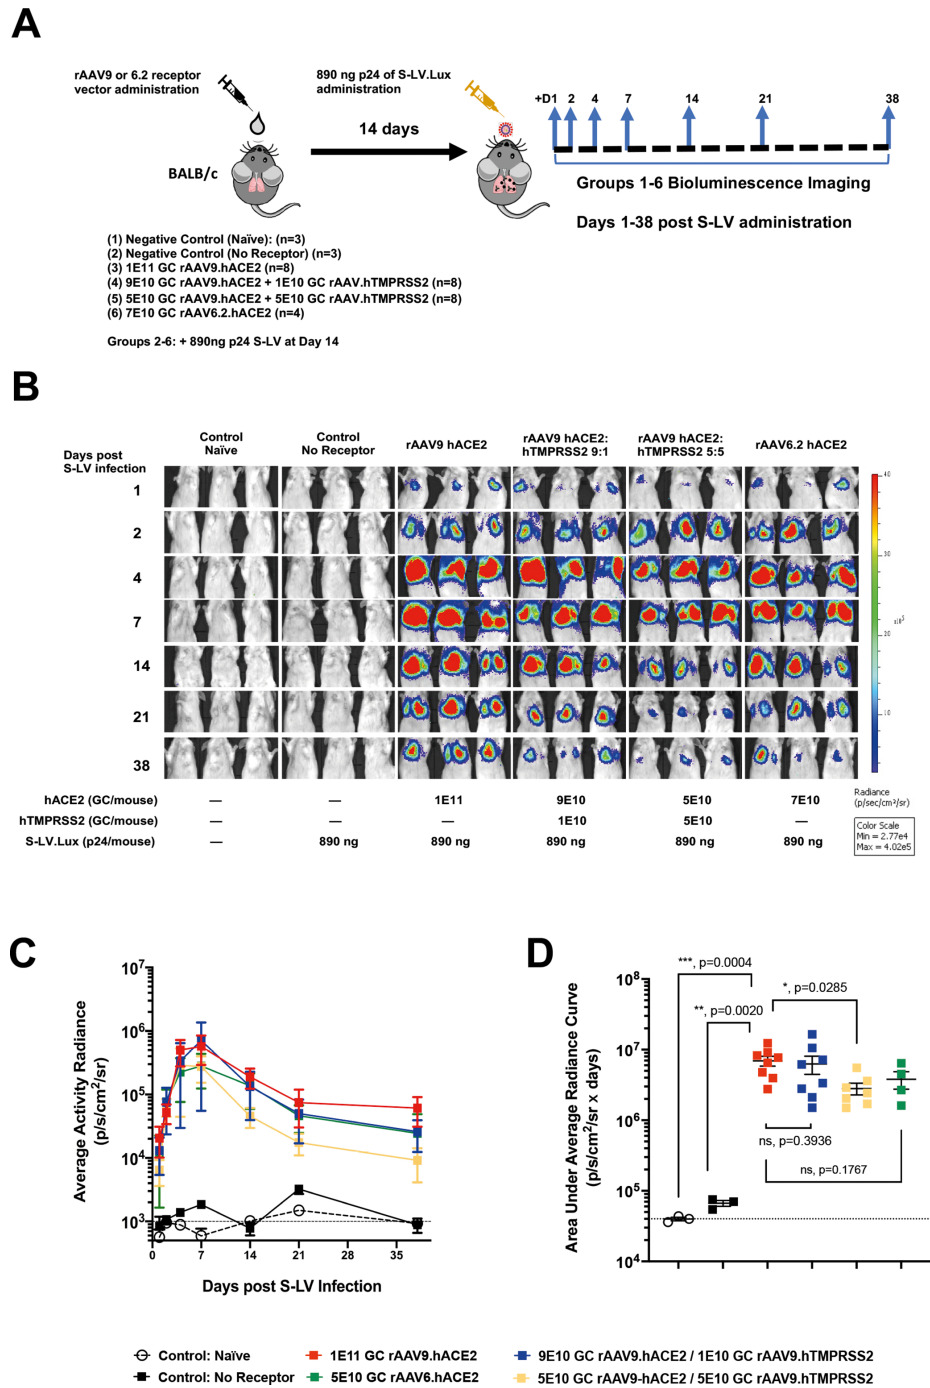 A
rAAV9 or 6.2 receptor
vector administration
890 ng p24 of S-LV.Lux
administration
14 days
BALB/c
+D1 2 4 7 14 21 38
Groups 1-6 Bioluminescence Imaging
Days 1-38 post S-LV administration
(1) Negative Control (Naïve): (n=3)
(2) Negative Control (No Receptor) (n=3)
(3) 1E11 GC rAAV9.hACE2 (n=8)
(4) 9E10 GC rAAV9.hACE2 + 1E10 GC rAAV.hTMPRSS2 (n=8)
(5) 5E10 GC rAAV9.hACE2 + 5E10 GC rAAV.hTMPRSS2 (n=8)
(6) 7E10 GC rAAV6.2.hACE2 (n=4)
Groups 2-6: + 890ng p24 S-LV at Day 14
B
Days post
S-LV infection
Control
Naïve
Control
No Receptor
rAAV9 hACE2
rAAV9 hACE2:
hTMPRSS2 9:1
rAAV9 hACE2:
hTMPRSS2 5:5
rAAV6.2 hACE2
1
2
4
7
14
21
38
40
30
20
x10⁵
10
hACE2 (GC/mouse) — — 1E11 9E10 5E10 7E10
hTMPRSS2 (GC/mouse) — — — 1E10 5E10 —
S-LV.Lux (p24/mouse) — 890 ng 890 ng 890 ng 890 ng 890 ng
Radiance
(p/sec/cm²/sr)
Color Scale
Min = 2.77e4
Max = 4.02e5
C
Average Activity Radiance
(p/s/cm²/sr)
10⁷
10⁶
10⁵
10⁴
10³
0 7 14 21 28 35
Days post S-LV Infection
D
Area Under Average Radiance Curve
(p/s/cm²/sr x days)
10⁸
10⁷
10⁶
10⁵
10⁴
***, p=0.0004
**, p=0.0020
*, p=0.0285
ns, p=0.3936
ns, p=0.1767
Control: Naïve
Control: No Receptor
1E11 GC rAAV9.hACE2
5E10 GC rAAV6.hACE2
9E10 GC rAAV9.hACE2 / 1E10 GC rAAV9.hTMPRSS2
5E10 GC rAAV9-hACE2 / 5E10 GC rAAV9.hTMPRSS2